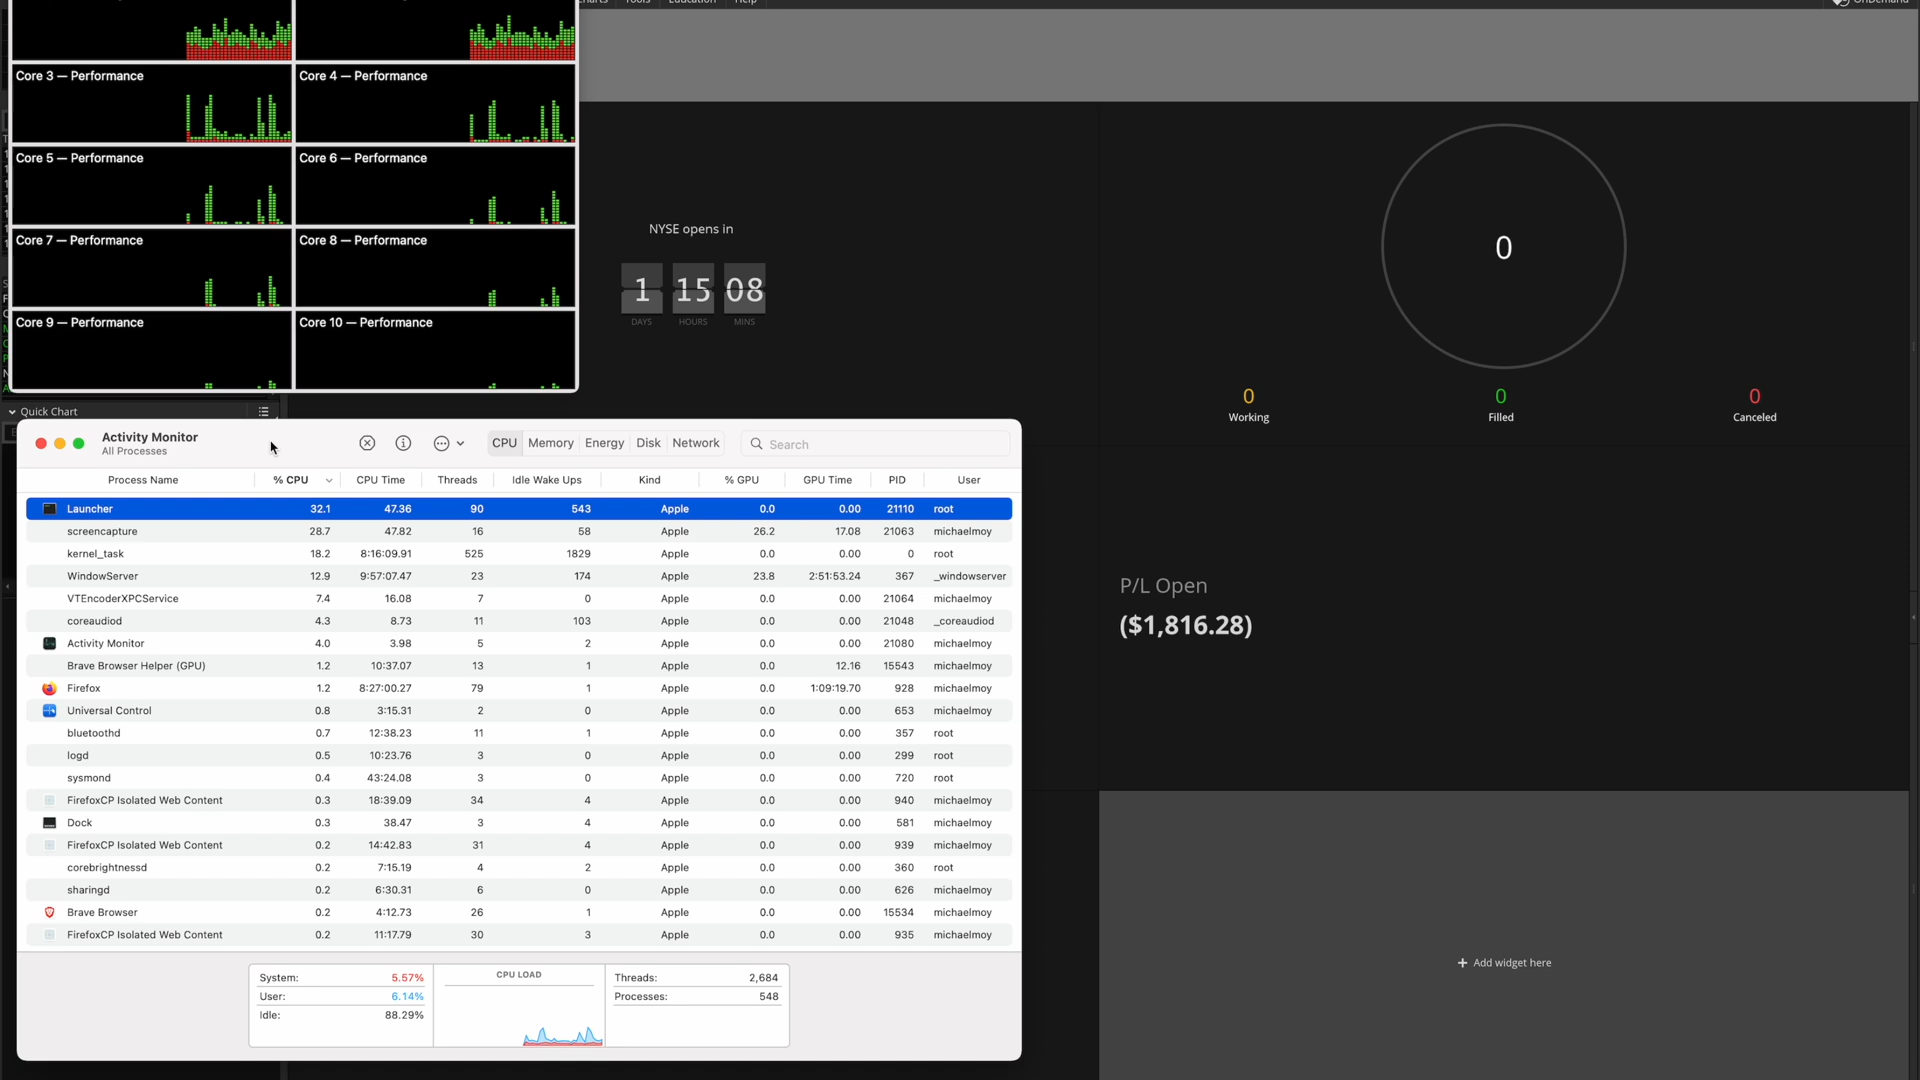 Charts Tools Education Help
OnDemand
Core 3 — Performance
Core 4 — Performance
Core 5 — Performance
Core 6 — Performance
Core 7 — Performance
Core 8 — Performance
Core 9 — Performance
Core 10 — Performance
NYSE opens in
1 15 08
DAYS HOURS MINS
0
0 0 0
Working Filled Canceled
Quick Chart
P/L Open
($1,816.28)
+ Add widget here
Activity Monitor
All Processes
CPU Memory Energy Disk Network
Search
Process Name % CPU CPU Time Threads Idle Wake Ups Kind % GPU GPU Time PID User
Launcher 32.1 47.36 90 543 Apple 0.0 0.00 21110 root
screencapture 28.7 47.82 16 58 Apple 26.2 17.08 21063 michaelmoy
kernel_task 18.2 8:16:09.91 525 1829 Apple 0.0 0.00 0 root
WindowServer 12.9 9:57:07.47 23 174 Apple 23.8 2:51:53.24 367 _windowserver
VTEncoderXPCService 7.4 16.08 7 0 Apple 0.0 0.00 21064 michaelmoy
coreaudiod 4.3 8.73 11 103 Apple 0.0 0.00 21048 _coreaudiod
Activity Monitor 4.0 3.98 5 2 Apple 0.0 0.00 21080 michaelmoy
Brave Browser Helper (GPU) 1.2 10:37.07 13 1 Apple 0.0 12.16 15543 michaelmoy
Firefox 1.2 8:27:00.27 79 1 Apple 0.0 1:09:19.70 928 michaelmoy
Universal Control 0.8 3:15.31 2 0 Apple 0.0 0.00 653 michaelmoy
bluetoothd 0.7 12:38.23 11 1 Apple 0.0 0.00 357 root
logd 0.5 10:23.76 3 0 Apple 0.0 0.00 299 root
sysmond 0.4 43:24.08 3 0 Apple 0.0 0.00 720 root
FirefoxCP Isolated Web Content 0.3 18:39.09 34 4 Apple 0.0 0.00 940 michaelmoy
Dock 0.3 38.47 3 4 Apple 0.0 0.00 581 michaelmoy
FirefoxCP Isolated Web Content 0.2 14:42.83 31 4 Apple 0.0 0.00 939 michaelmoy
corebrightnessd 0.2 7:15.19 4 2 Apple 0.0 0.00 360 root
sharingd 0.2 6:30.31 6 0 Apple 0.0 0.00 626 michaelmoy
Brave Browser 0.2 4:12.73 26 1 Apple 0.0 0.00 15534 michaelmoy
FirefoxCP Isolated Web Content 0.2 11:17.79 30 3 Apple 0.0 0.00 935 michaelmoy
System: 5.57%
User: 6.14%
Idle: 88.29%
CPU LOAD
Threads: 2,684
Processes: 548